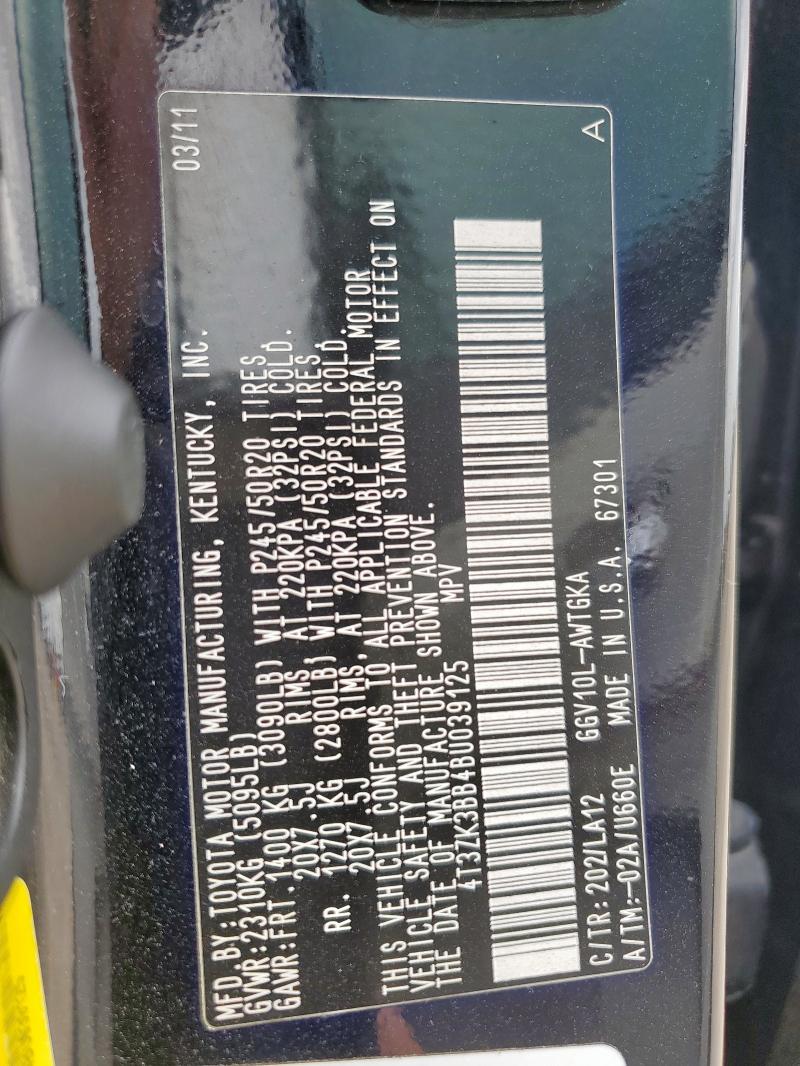 MFD.BY:TOYOTA MOTOR MANUFACTURING, KENTUCKY, INC. 03/11
GVWR:2310KG (5095LB)
GAWR:FRT.1400 KG (3090LB) WITH P245/50R20 TIRES
20X7.5J RIMS, AT 220KPA (32PSI) COLD.
RR. 1270 KG (2800LB) WITH P245/50R20 TIRES
20X7.5J RIMS, AT 220KPA (32PSI) COLD.
THIS VEHICLE CONFORMS TO ALL APPLICABLE FEDERAL MOTOR
VEHICLE SAFETY AND THEFT PREVENTION STANDARDS IN EFFECT ON
THE DATE OF MANUFACTURE SHOWN ABOVE.
4T3ZK3BB4BU039125 MPV
C/TR:202/LA12 GGV10L-AWTGKA
A/TM:-02A/U660E MADE IN U.S.A. 67301 A